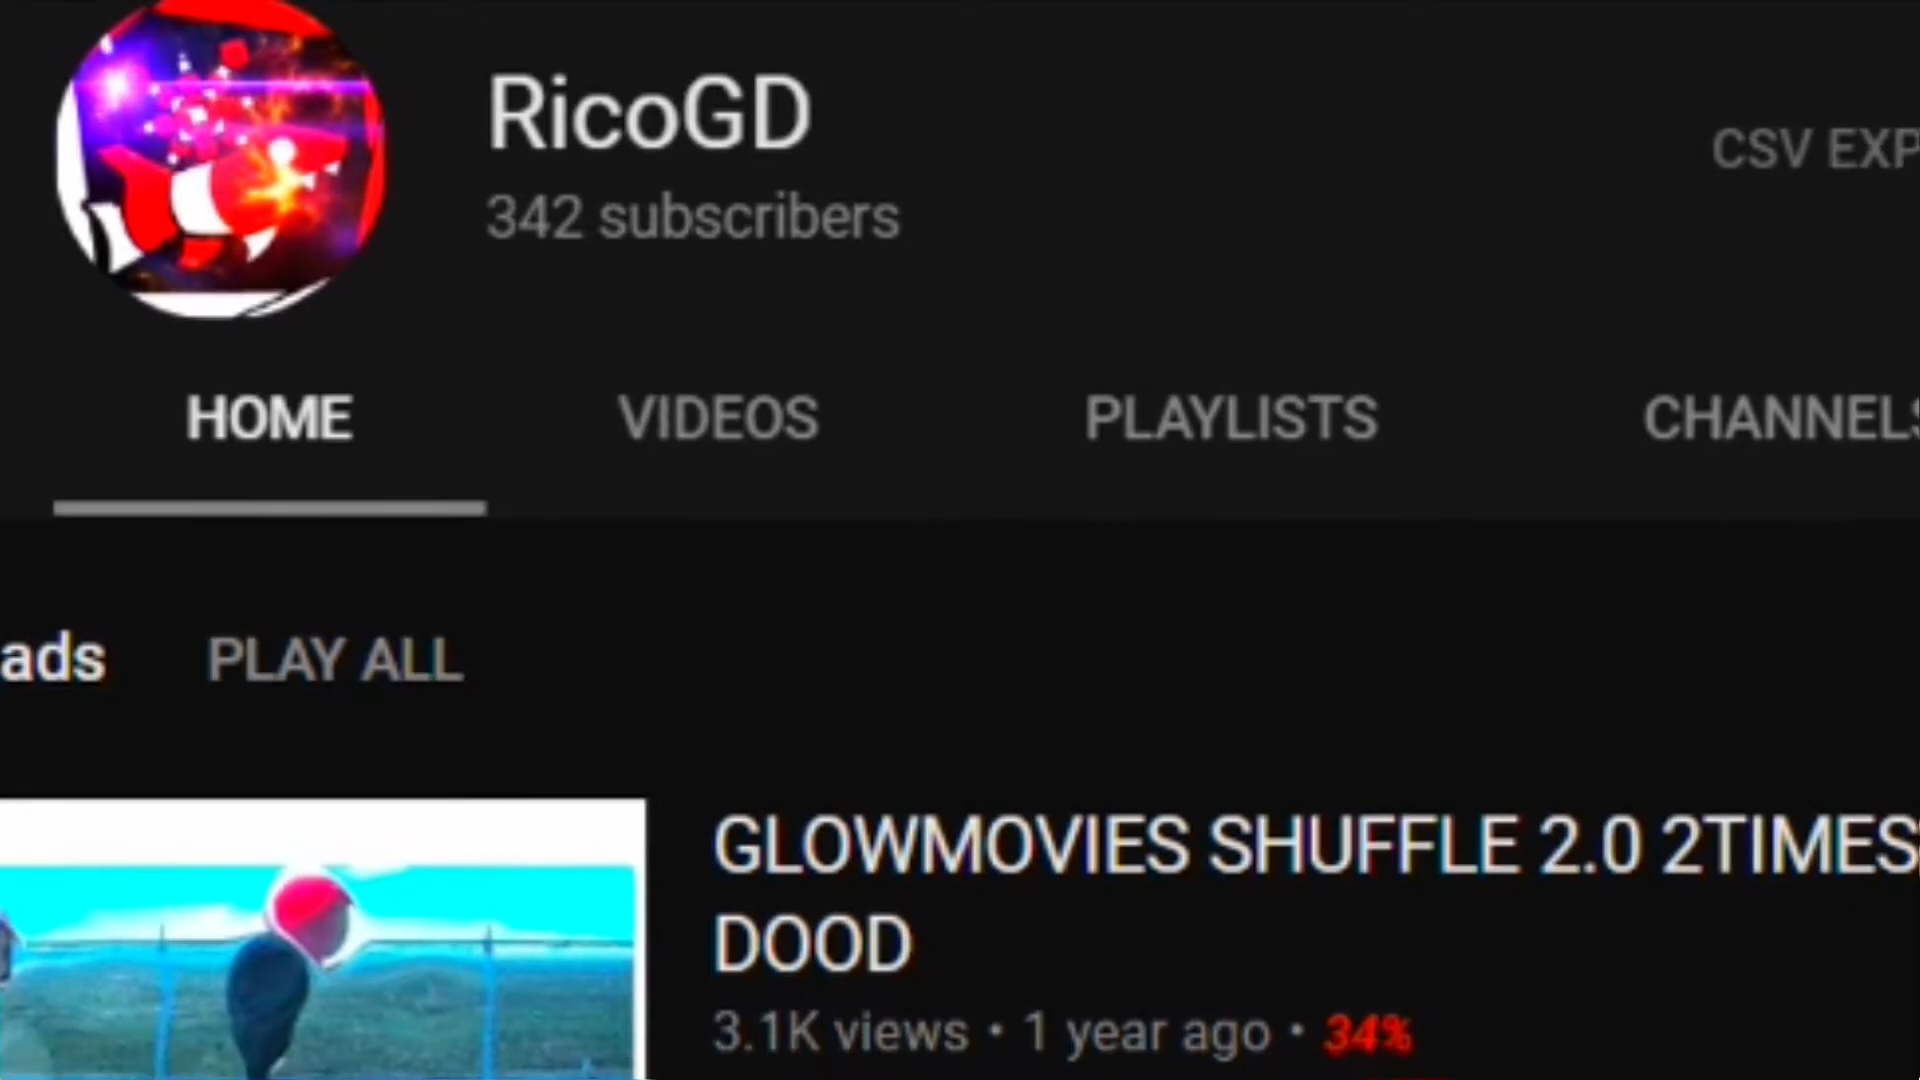 RicoGD
342 subscribers
CSV EXP
HOME VIDEOS PLAYLISTS CHANNELS
ads PLAY ALL
GLOWMOVIES SHUFFLE 2.0 2TIMES
DOOD
3.1K views • 1 year ago • 34%